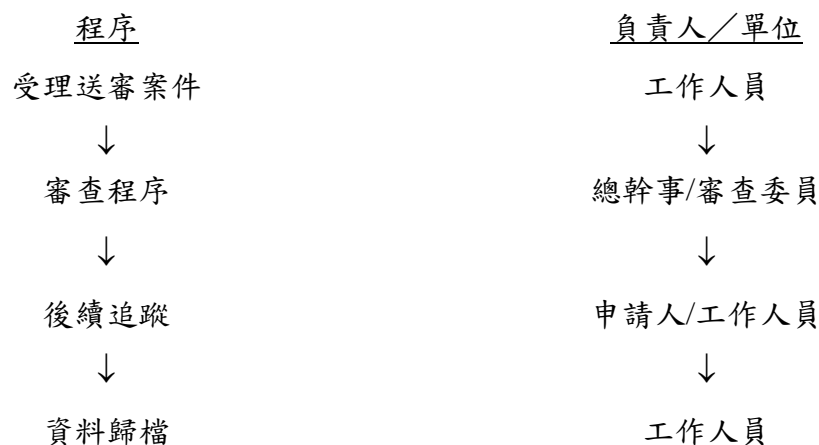 程序 負責人／單位
受理送審案件 工作人員
↓ ↓
審查程序 總幹事/審查委員
↓ ↓
後續追蹤 申請人/工作人員
↓ ↓
資料歸檔 工作人員